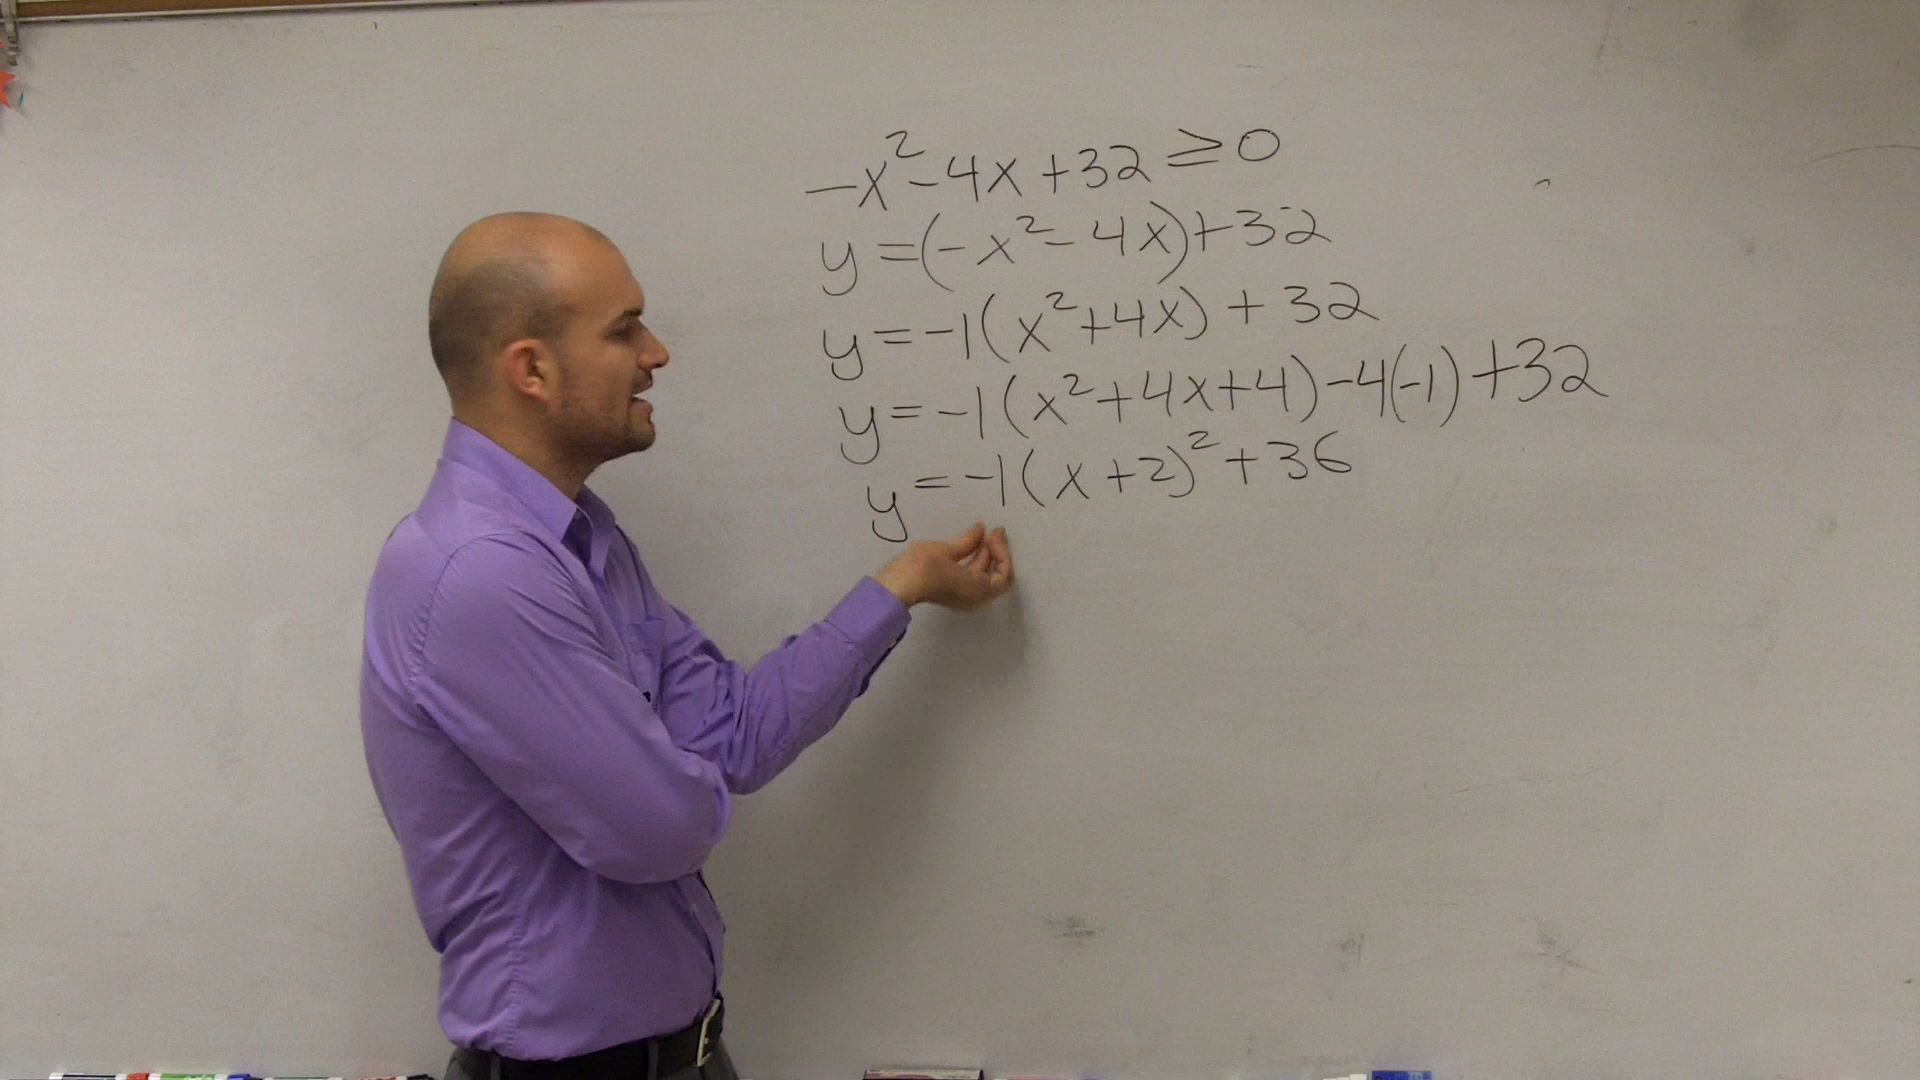 -x²-4x+32≥0
y=(-x²-4x)+32
y=-1(x²+4x)+32
y=-1(x²+4x+4)-4(-1)+32
y=-1(x+2)²+36